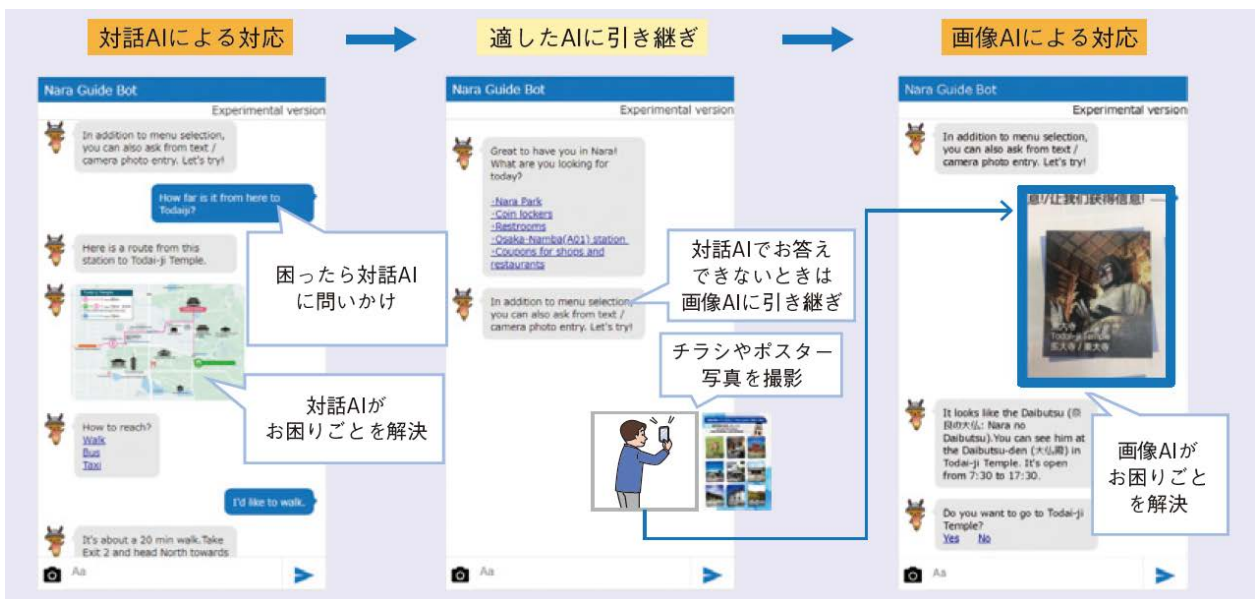 対話AIによる対応
適したAIに引き継ぎ
画像AIによる対応
Nara Guide Bot
Experimental version
In addition to menu selection,
you can also ask from text /
camera photo entry. Let's try!
How far is it from here to
Todaiji?
Here is a route from this
station to Todai-ji Temple.
困ったら対話AI
に問いかけ
対話AIが
お困りごとを解決
How to reach?
Walk
Bus
Taxi
I'd like to walk.
It's about a 20 min walk.Take
Exit 2 and head North towards
Aa
Nara Guide Bot
Experimental version
Great to have you in Nara!
What are you looking for
today?
-Nara Park
-Coin lockers
-Restrooms
-Osaka-Namba(A01) station
-Coupons for shops and
restaurants
In addition to menu selection,
you can also ask from text /
camera photo entry. Let's try!
対話AIでお答え
できないときは
画像AIに引き継ぎ
チラシやポスター
写真を撮影
Aa
Nara Guide Bot
Experimental version
In addition to menu selection,
you can also ask from text /
camera photo entry. Let's try!
息!/让我们获得信息!
Todai-ji Temple
It looks like the Daibutsu (奈
良の大仏: Nara no
Daibutsu).You can see him at
the Daibutsu-den (大仏殿) in
Todai-ji Temple. It's open
from 7:30 to 17:30.
画像AIが
お困りごと
を解決
Do you want to go to Todai-ji
Temple?
Yes No
Aa